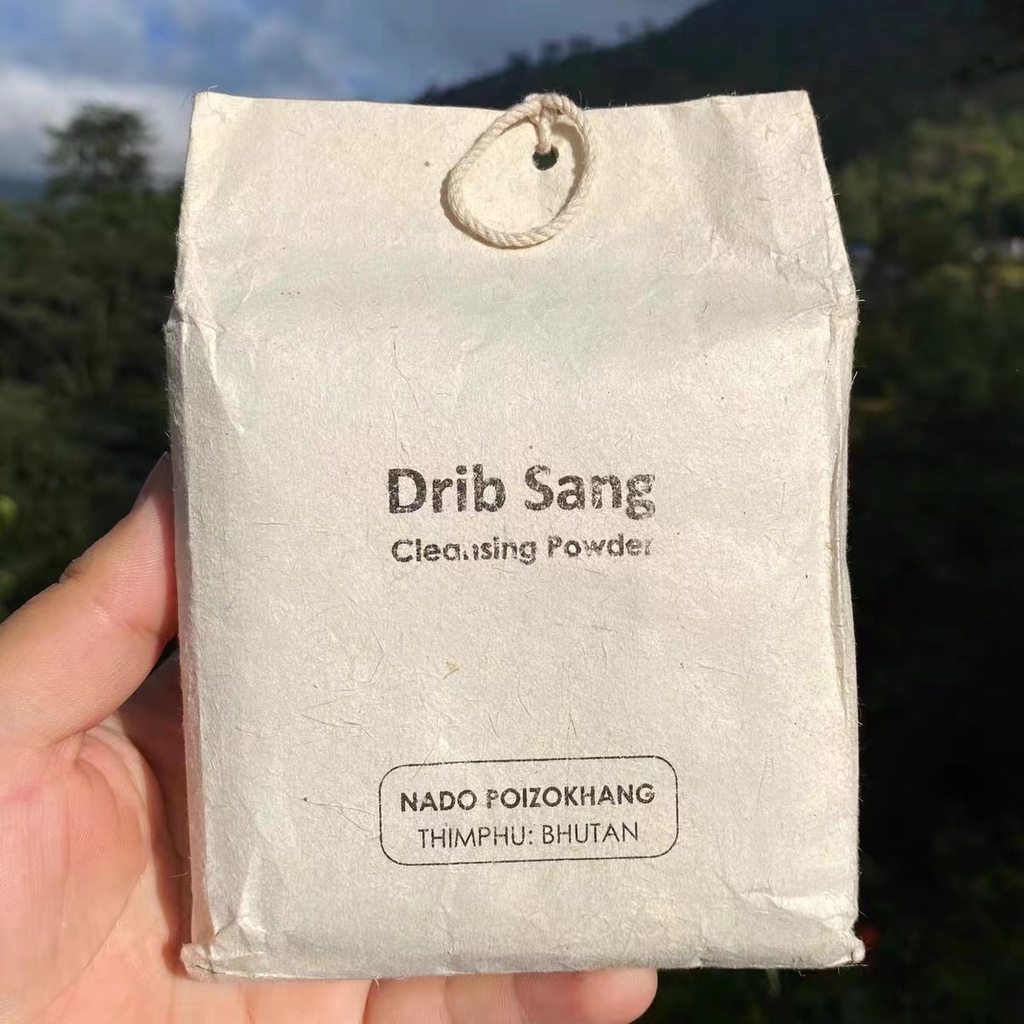 Drib Sang
Cleansing Powder
NADO POIZOKHANG
THIMPHU: BHUTAN